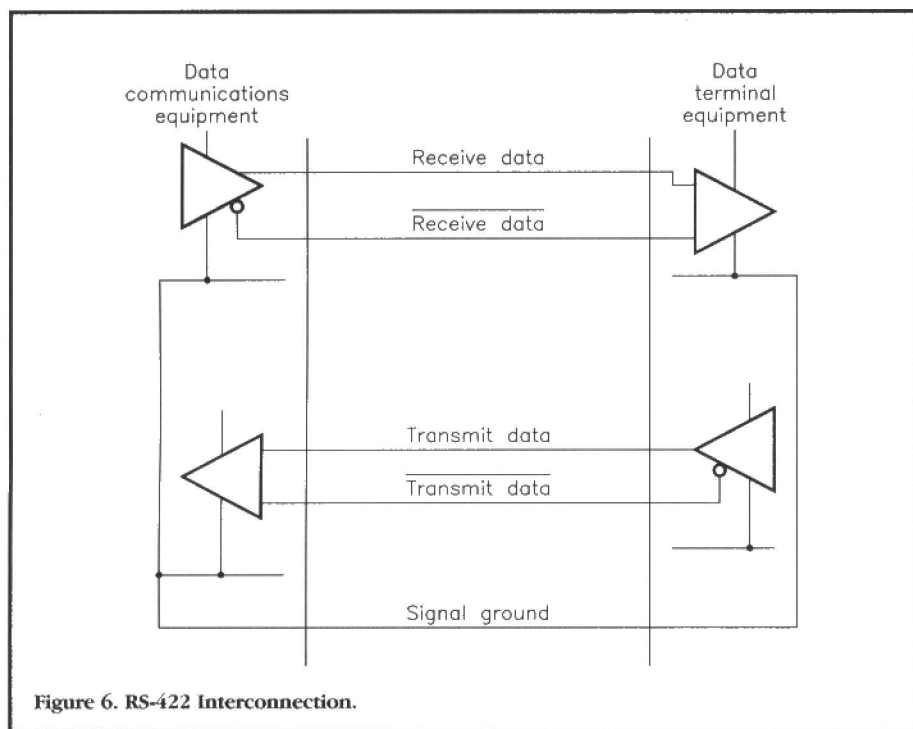 Data
communications
equipment
Data
terminal
equipment
Receive data
Receive data
Transmit data
Transmit data
Signal ground
Figure 6. RS-422 Interconnection.